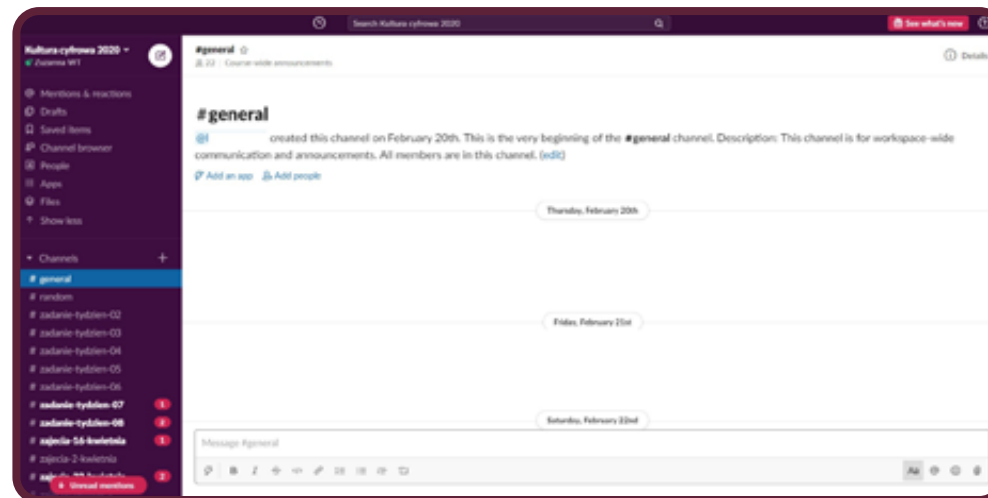 Search Kultura cyfrowa 2020
See what's new
Kultura cyfrowa 2020
Zuzanna WT
Mentions & reactions
Drafts
Saved items
Channel browser
People
Apps
Files
Show less
Channels
# general
# random
# zadanie-tydzien-02
# zadanie-tydzien-03
# zadanie-tydzien-04
# zadanie-tydzien-05
# zadanie-tydzien-06
# zadanie-tydzien-07 1
# zadanie-tydzien-08 2
# zajecia-16-kwietnia 1
# zajecia-2-kwietnia
2
Unread mentions
#general
22 | Course-wide announcements
Details
#general
created this channel on February 20th. This is the very beginning of the #general channel. Description: This channel is for workspace-wide
communication and announcements. All members are in this channel. (edit)
Add an app Add people
Thursday, February 20th
Friday, February 21st
Saturday, February 22nd
Message #general
B I
Aa @